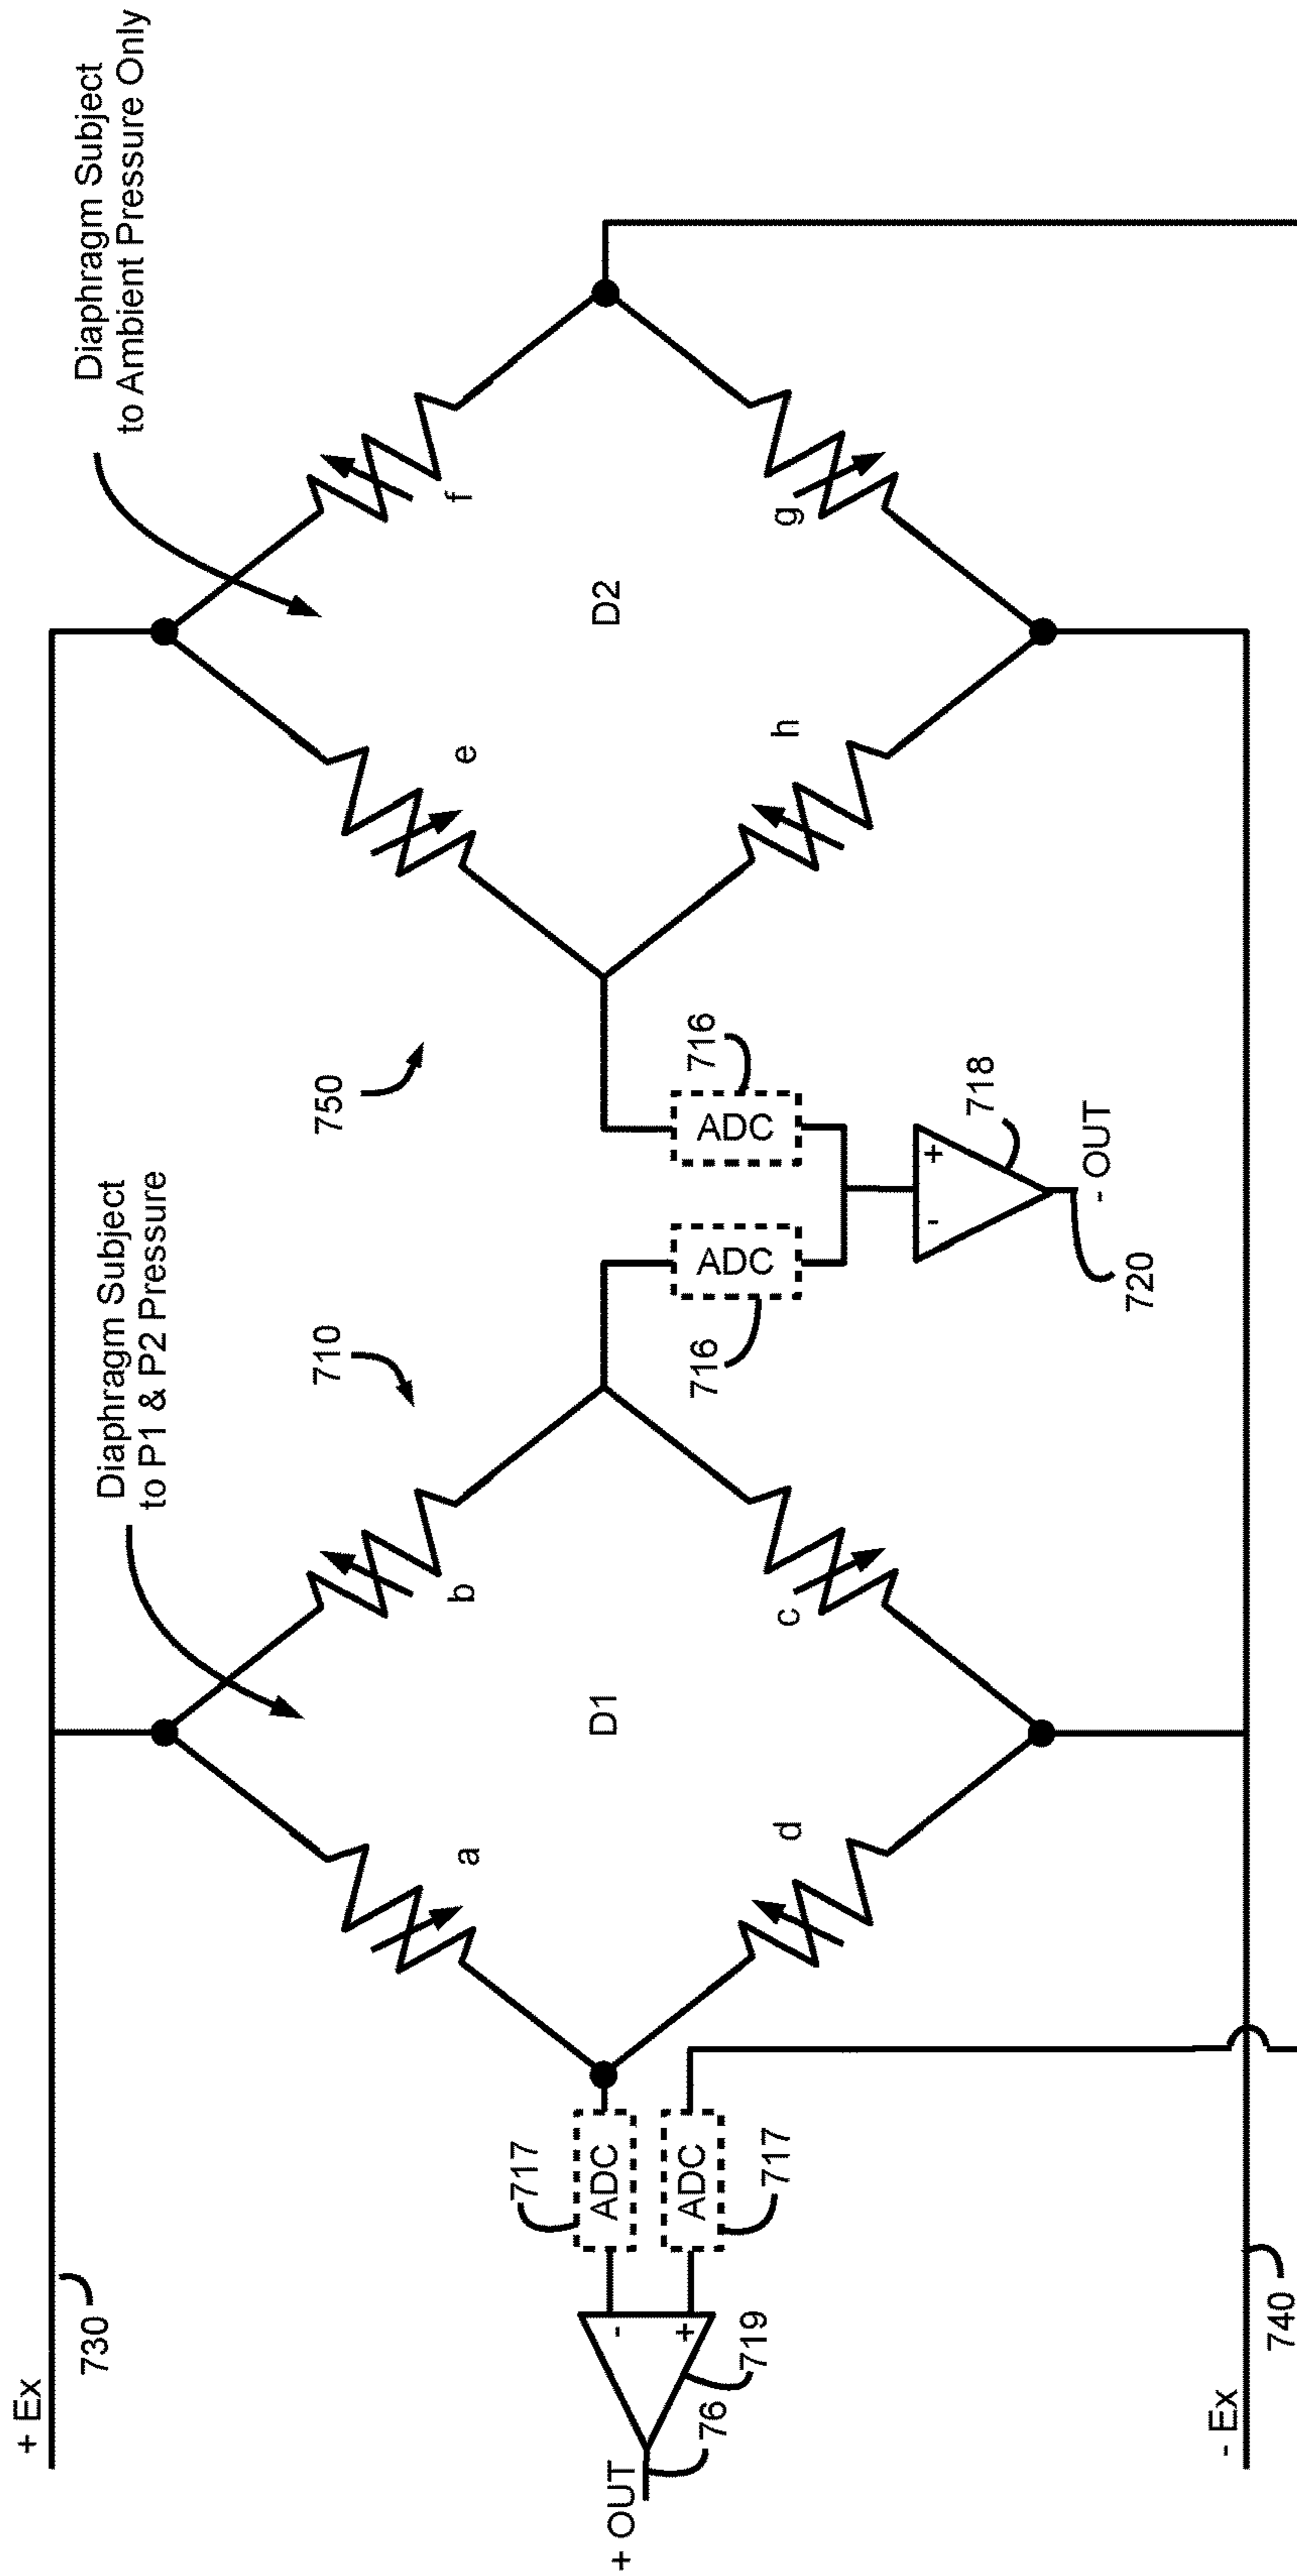 + Ex
730
Diaphragm Subject
to P1 & P2 Pressure
Diaphragm Subject
to Ambient Pressure Only
710
750
a
b
e
f
D1
D2
717
ADC
+ OUT
76
-
+
719
ADC
717
d
c
h
g
716
ADC
ADC
716
-
+
718
720
- OUT
- Ex
740